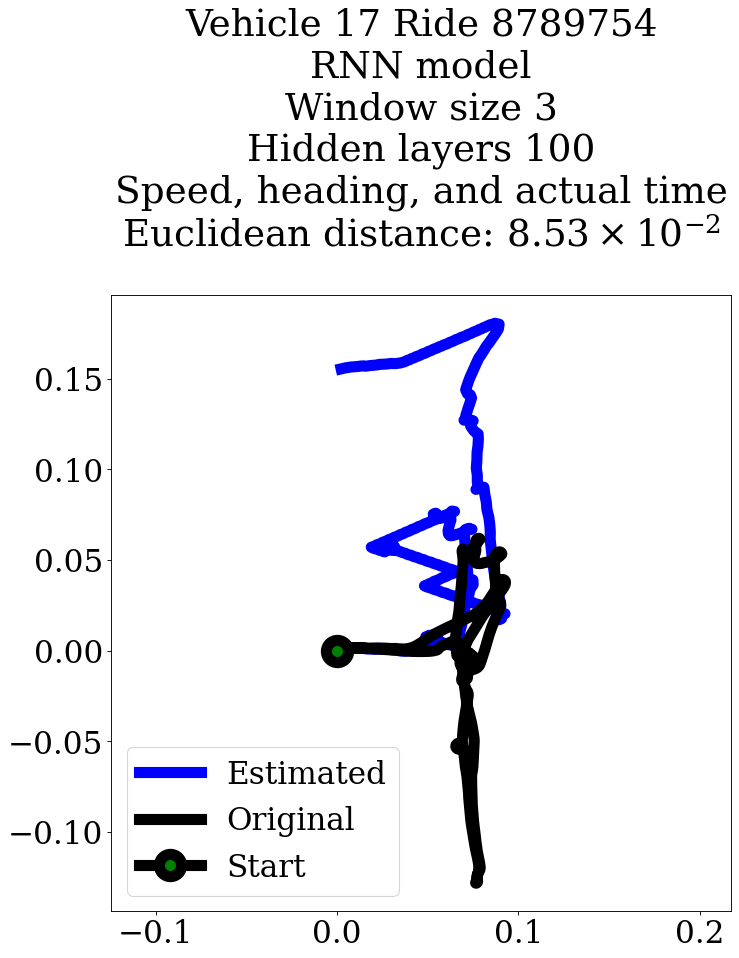 Vehicle 17 Ride 8789754
RNN model
Window size 3
Hidden layers 100
Speed, heading, and actual time
Euclidean distance: 8.53 × 10⁻²
0.15
0.10
0.05
0.00
−0.05
−0.10
Estimated
Original
Start
−0.1
0.0
0.1
0.2